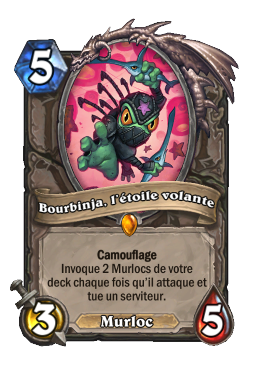 5
Bourbinja, l'étoile volante
Camouflage
Invoque 2 Murlocs de votre
deck chaque fois qu'il attaque et
tue un serviteur.
3
Murloc
5